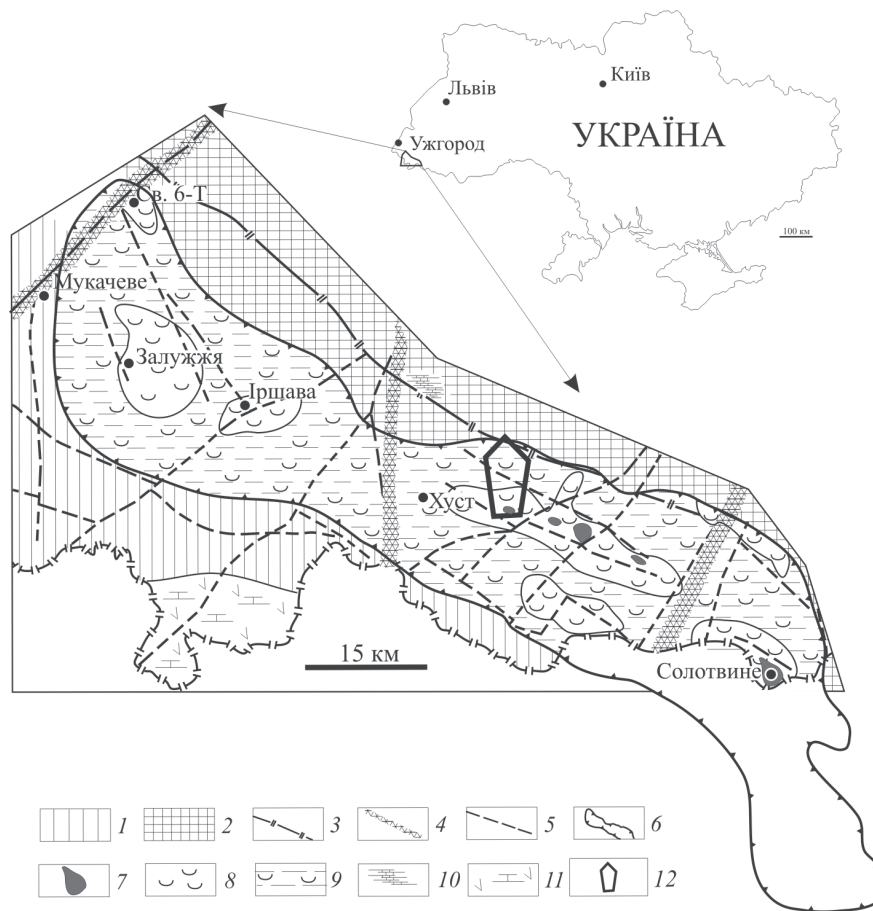 Київ
Львів
Ужгород
УКРАЇНА
100 км
Св. 6-Т
Мукачеве
Залужжя
Іршава
Хуст
15 км
Солотвине
1 2 3 4 5 6
7 8 9 10 11 12